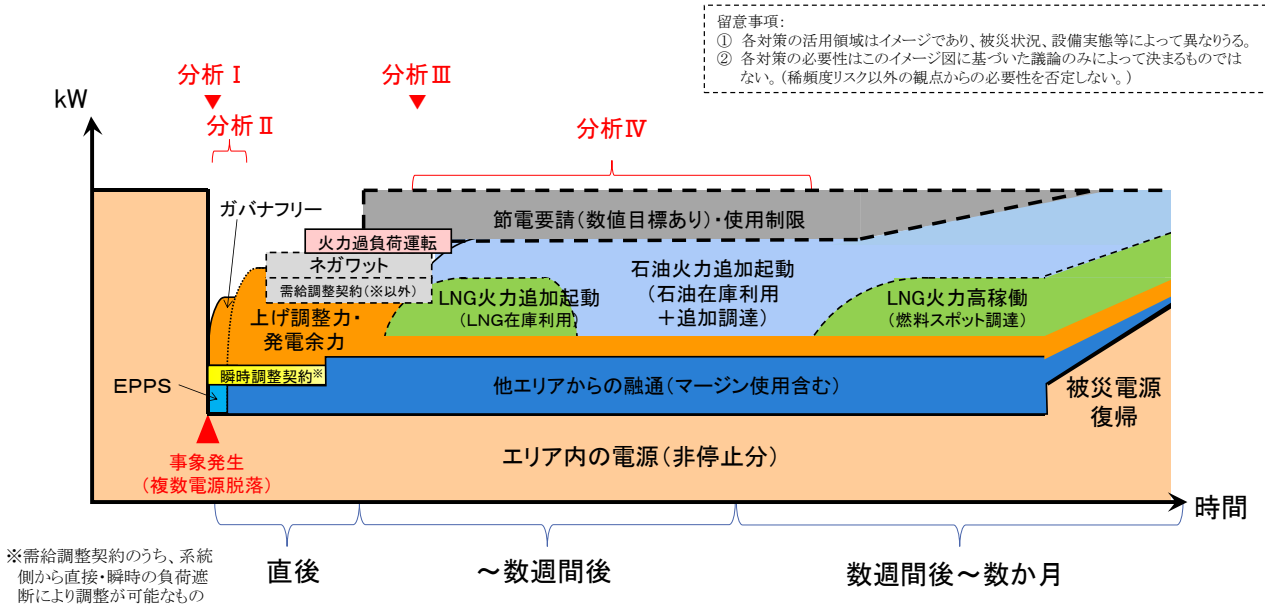 留意事項:
① 各対策の活用領域はイメージであり、被災状況、設備実態等によって異なりうる。
② 各対策の必要性はこのイメージ図に基づいた議論のみによって決まるものでは
ない。(稀頻度リスク以外の観点からの必要性を否定しない。)
分析Ⅰ
分析Ⅲ
kW
分析Ⅱ
分析Ⅳ
ガバナフリー
節電要請(数値目標あり)・使用制限
火力過負荷運転
ネガワット
需給調整契約(※以外)
石油火力追加起動
(石油在庫利用
+追加調達)
LNG火力追加起動
(LNG在庫利用)
LNG火力高稼働
(燃料スポット調達)
上げ調整力・
発電余力
瞬時調整契約※
EPPS
他エリアからの融通(マージン使用含む)
被災電源
復帰
事象発生
(複数電源脱落)
エリア内の電源(非停止分)
時間
直後
~数週間後
数週間後~数か月
※需給調整契約のうち、系統
側から直接・瞬時の負荷遮
断により調整が可能なもの